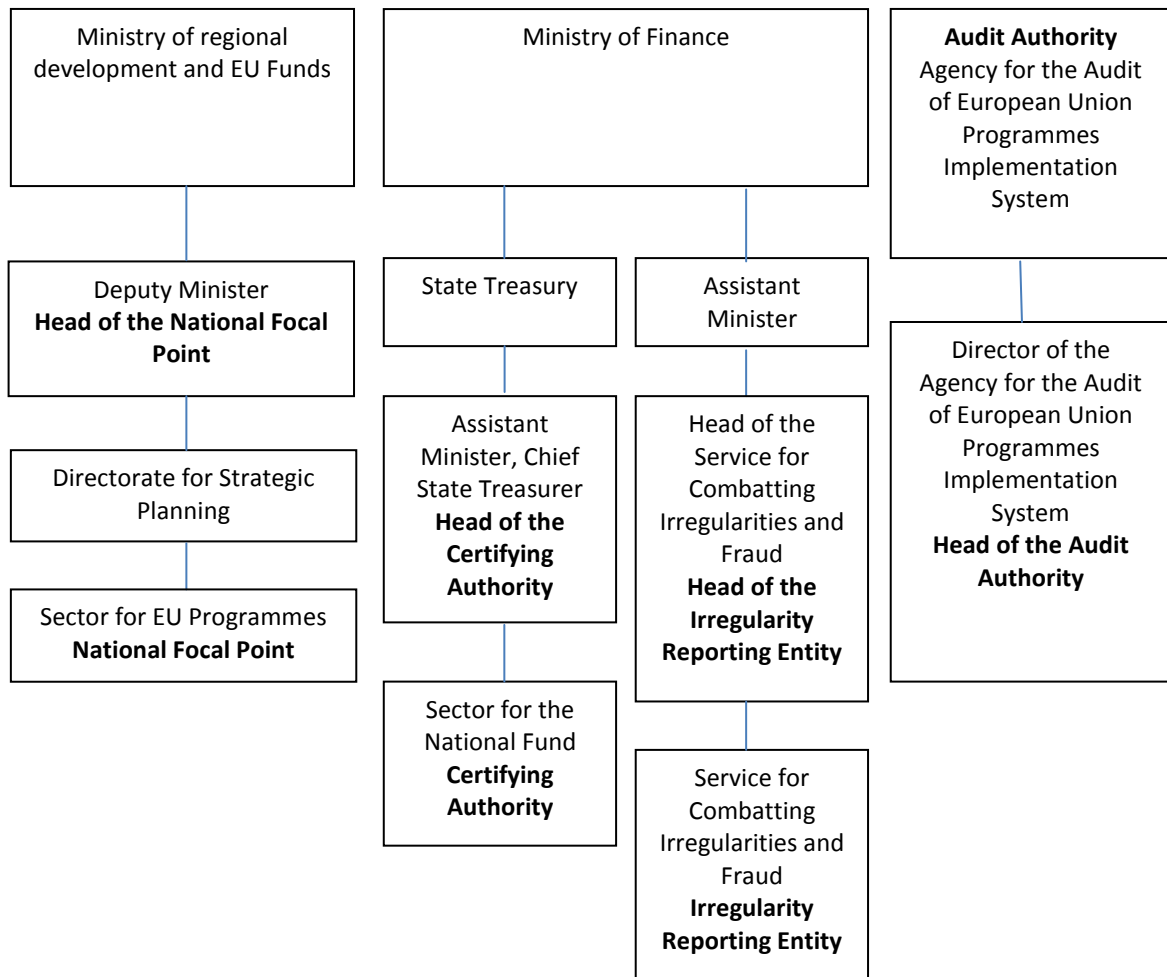 Ministry of regional
development and EU Funds
Ministry of Finance
Audit Authority
Agency for the Audit
of European Union
Programmes
Implementation
System
Deputy Minister
Head of the National Focal
Point
State Treasury
Assistant
Minister
Director of the
Agency for the Audit
of European Union
Programmes
Implementation
System
Head of the Audit
Authority
Directorate for Strategic
Planning
Assistant
Minister, Chief
State Treasurer
Head of the
Certifying
Authority
Head of the
Service for
Combatting
Irregularities and
Fraud
Head of the
Irregularity
Reporting Entity
Sector for EU Programmes
National Focal Point
Sector for the
National Fund
Certifying
Authority
Service for
Combatting
Irregularities and
Fraud
Irregularity
Reporting Entity